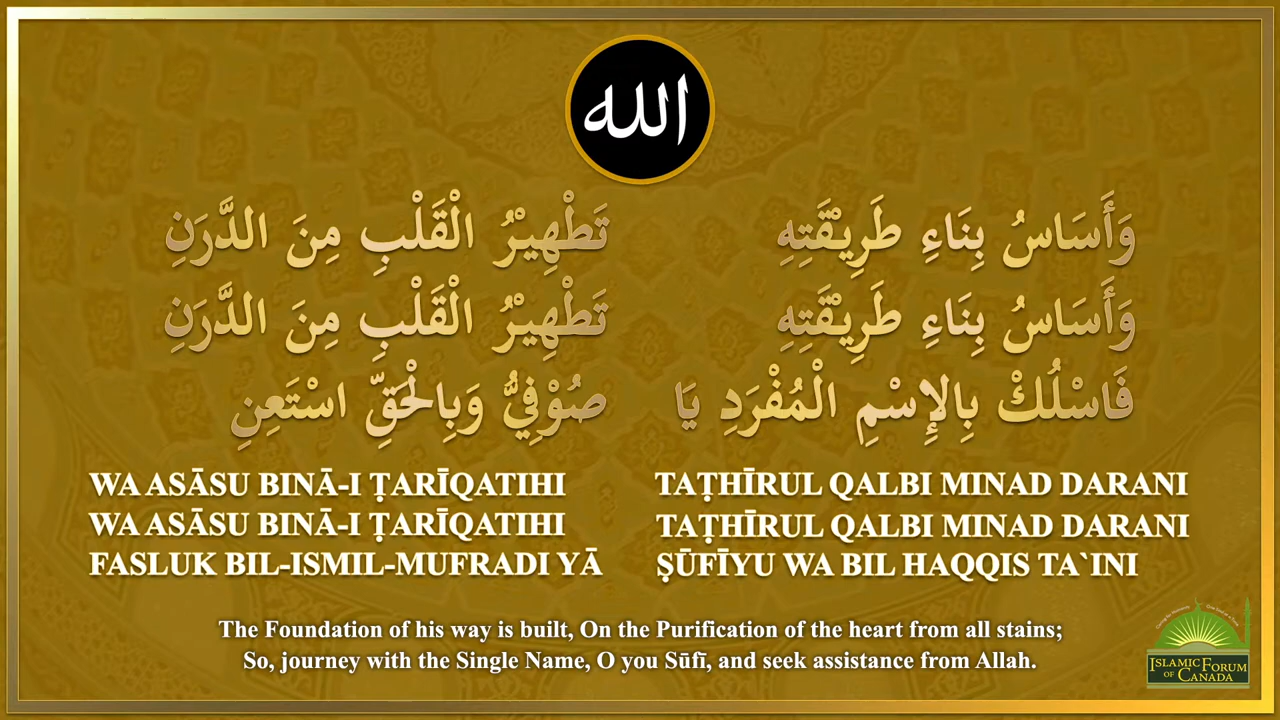 الله
وَأَسَاسُ بِنَاءِ طَرِيْقَتِهِ تَطْهِيْرُ الْقَلْبِ مِنَ الدَّرَنِ
وَأَسَاسُ بِنَاءِ طَرِيْقَتِهِ تَطْهِيْرُ الْقَلْبِ مِنَ الدَّرَنِ
فَاسْلُكْ بِالإِسْمِ الْمُفْرَدِ يَا صُوْفِيُّ وَبِالْحَقِّ اسْتَعِنِ
WA ASĀSU BINĀ-I ṬARĪQATIHI TAṬHĪRUL QALBI MINAD DARANI
WA ASĀSU BINĀ-I ṬARĪQATIHI TAṬHĪRUL QALBI MINAD DARANI
FASLUK BIL-ISMIL-MUFRADI YĀ ṢŪFĪYU WA BIL HAQQIS TA`INI
The Foundation of his way is built, On the Purification of the heart from all stains;
So, journey with the Single Name, O you Sūfī, and seek assistance from Allah.
ISLAMIC FORUM
OF CANADA